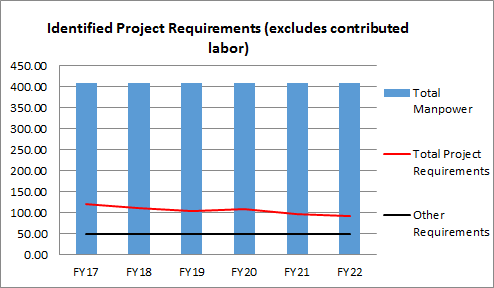 Identified Project Requirements (excludes contributed
labor)
450.00
400.00
350.00
300.00
250.00
200.00
150.00
100.00
50.00
0.00
FY17 FY18 FY19 FY20 FY21 FY22
Total
Manpower
Total Project
Requirements
Other
Requirements